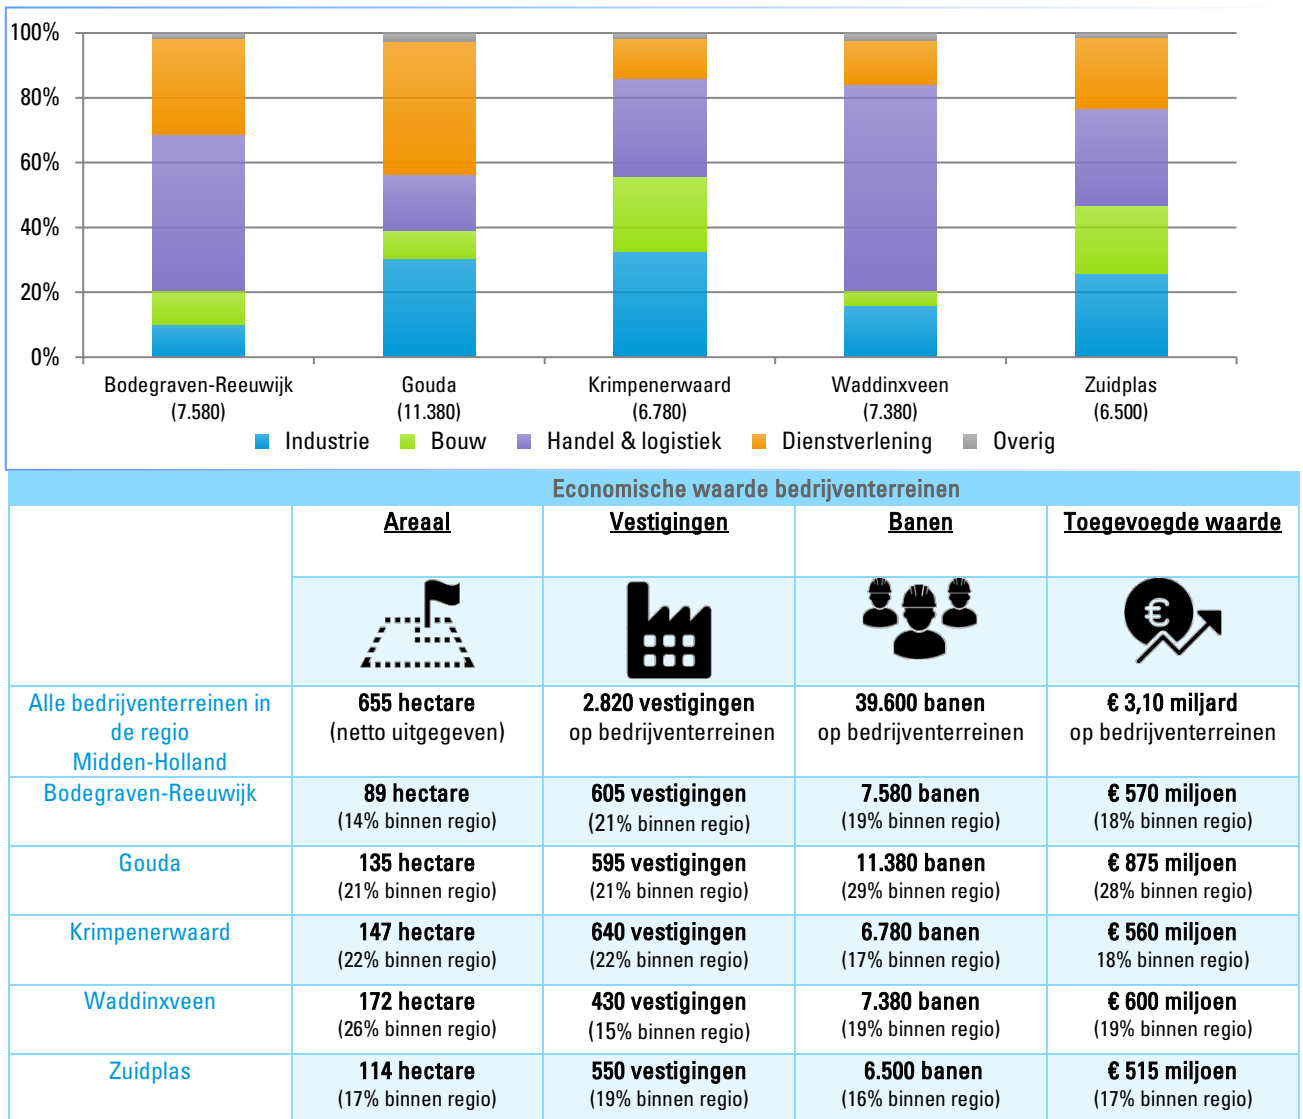 100%
80%
60%
40%
20%
0%
Bodegraven-Reeuwijk
(7.580)
Gouda
(11.380)
Krimpenerwaard
(6.780)
Waddinxveen
(7.380)
Zuidplas
(6.500)
Industrie Bouw Handel & logistiek Dienstverlening Overig
Economische waarde bedrijventerreinen
Areaal Vestigingen Banen Toegevoegde waarde
€
Alle bedrijventerreinen in
de regio
Midden-Holland
655 hectare
(netto uitgegeven)
2.820 vestigingen
op bedrijventerreinen
39.600 banen
op bedrijventerreinen
€ 3,10 miljard
op bedrijventerreinen
Bodegraven-Reeuwijk
89 hectare
(14% binnen regio)
605 vestigingen
(21% binnen regio)
7.580 banen
(19% binnen regio)
€ 570 miljoen
(18% binnen regio)
Gouda
135 hectare
(21% binnen regio)
595 vestigingen
(21% binnen regio)
11.380 banen
(29% binnen regio)
€ 875 miljoen
(28% binnen regio)
Krimpenerwaard
147 hectare
(22% binnen regio)
640 vestigingen
(22% binnen regio)
6.780 banen
(17% binnen regio)
€ 560 miljoen
18% binnen regio)
Waddinxveen
172 hectare
(26% binnen regio)
430 vestigingen
(15% binnen regio)
7.380 banen
(19% binnen regio)
€ 600 miljoen
(19% binnen regio)
Zuidplas
114 hectare
(17% binnen regio)
550 vestigingen
(19% binnen regio)
6.500 banen
(16% binnen regio)
€ 515 miljoen
(17% binnen regio)